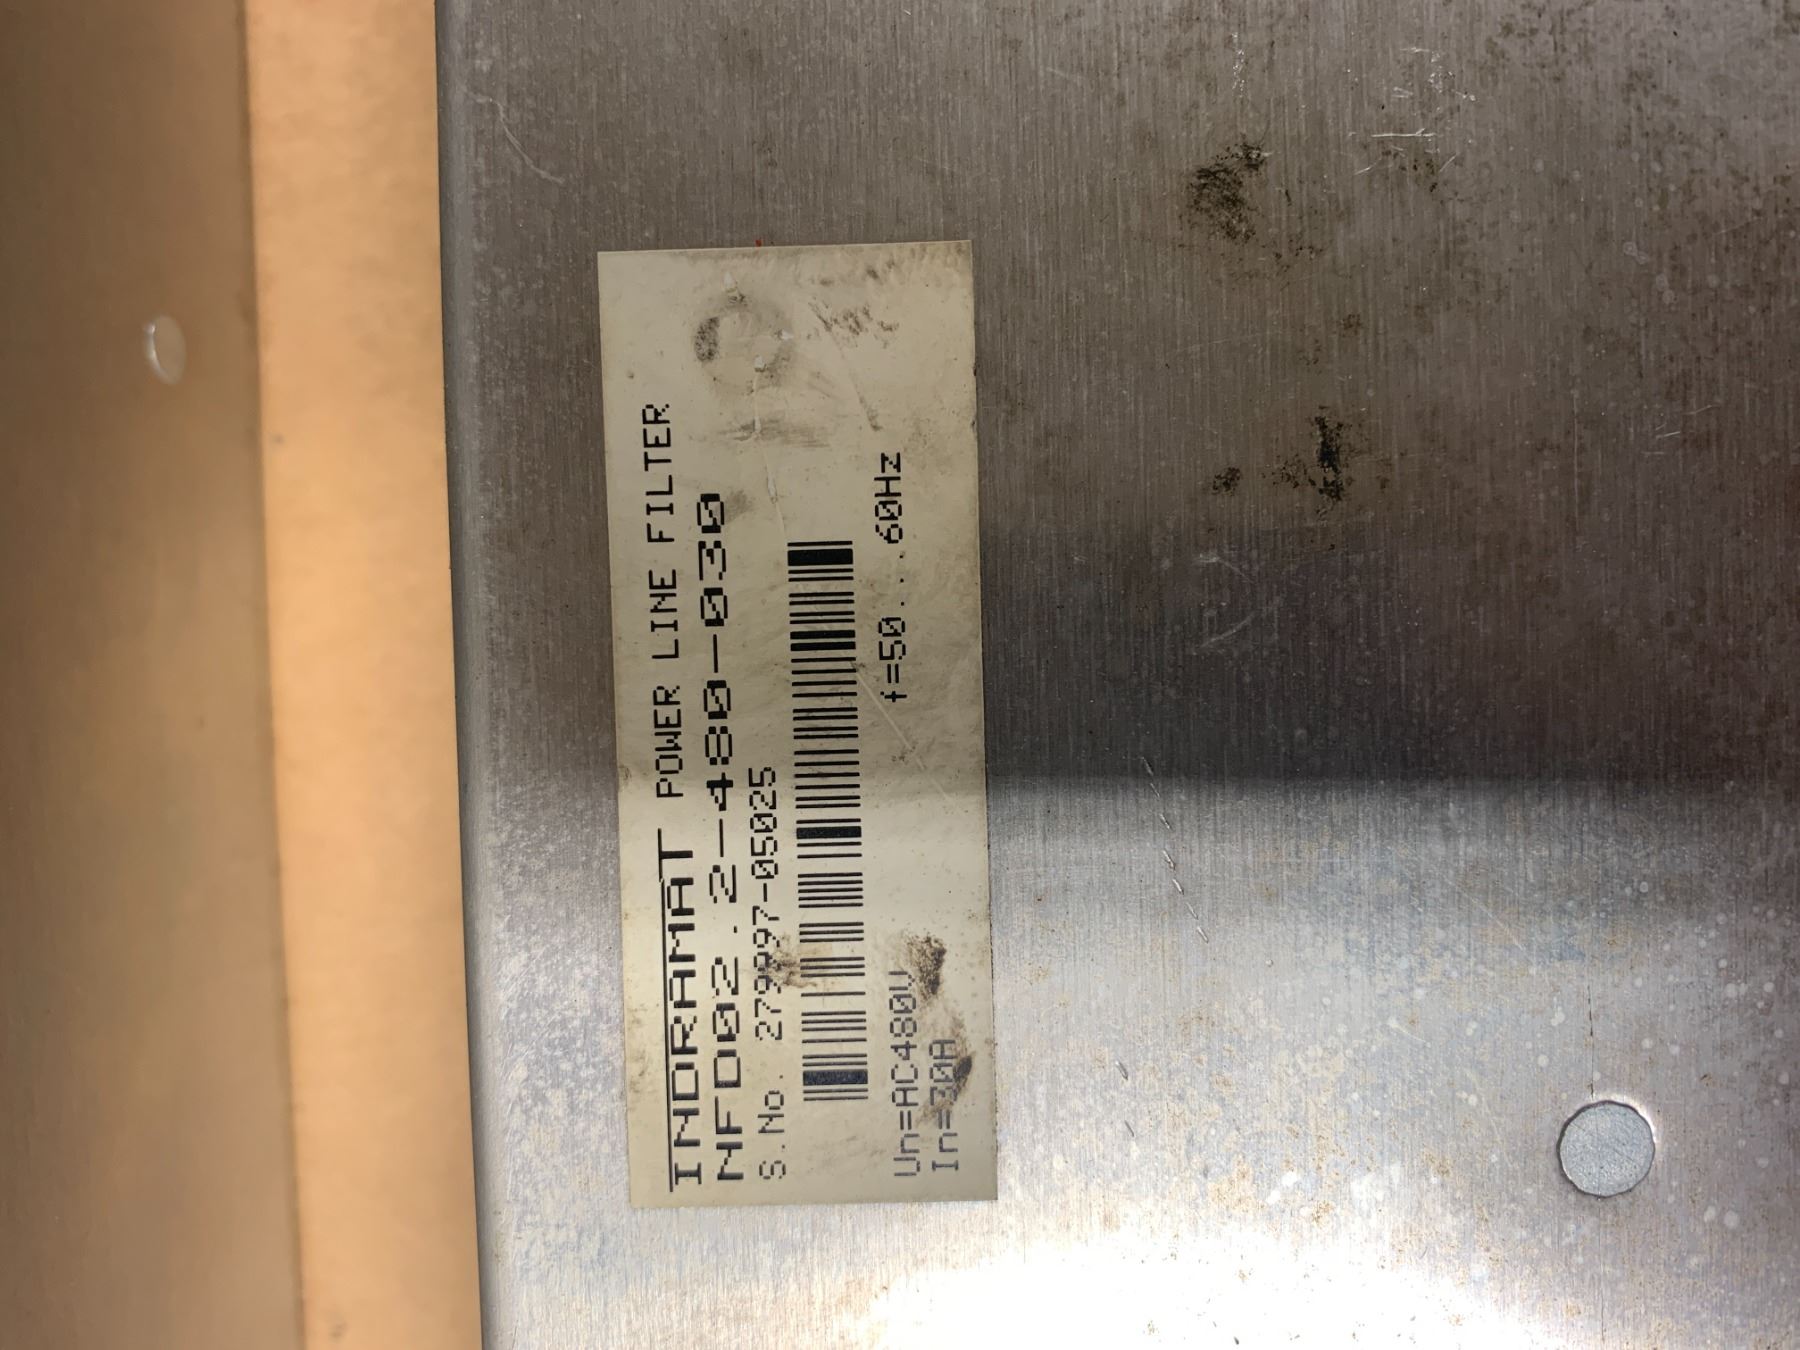 INDRAMAT POWER LINE FILTER
NFD02.2-480-030
S.No. 279997-05025
Un=AC480V f=50...60Hz
In=30A